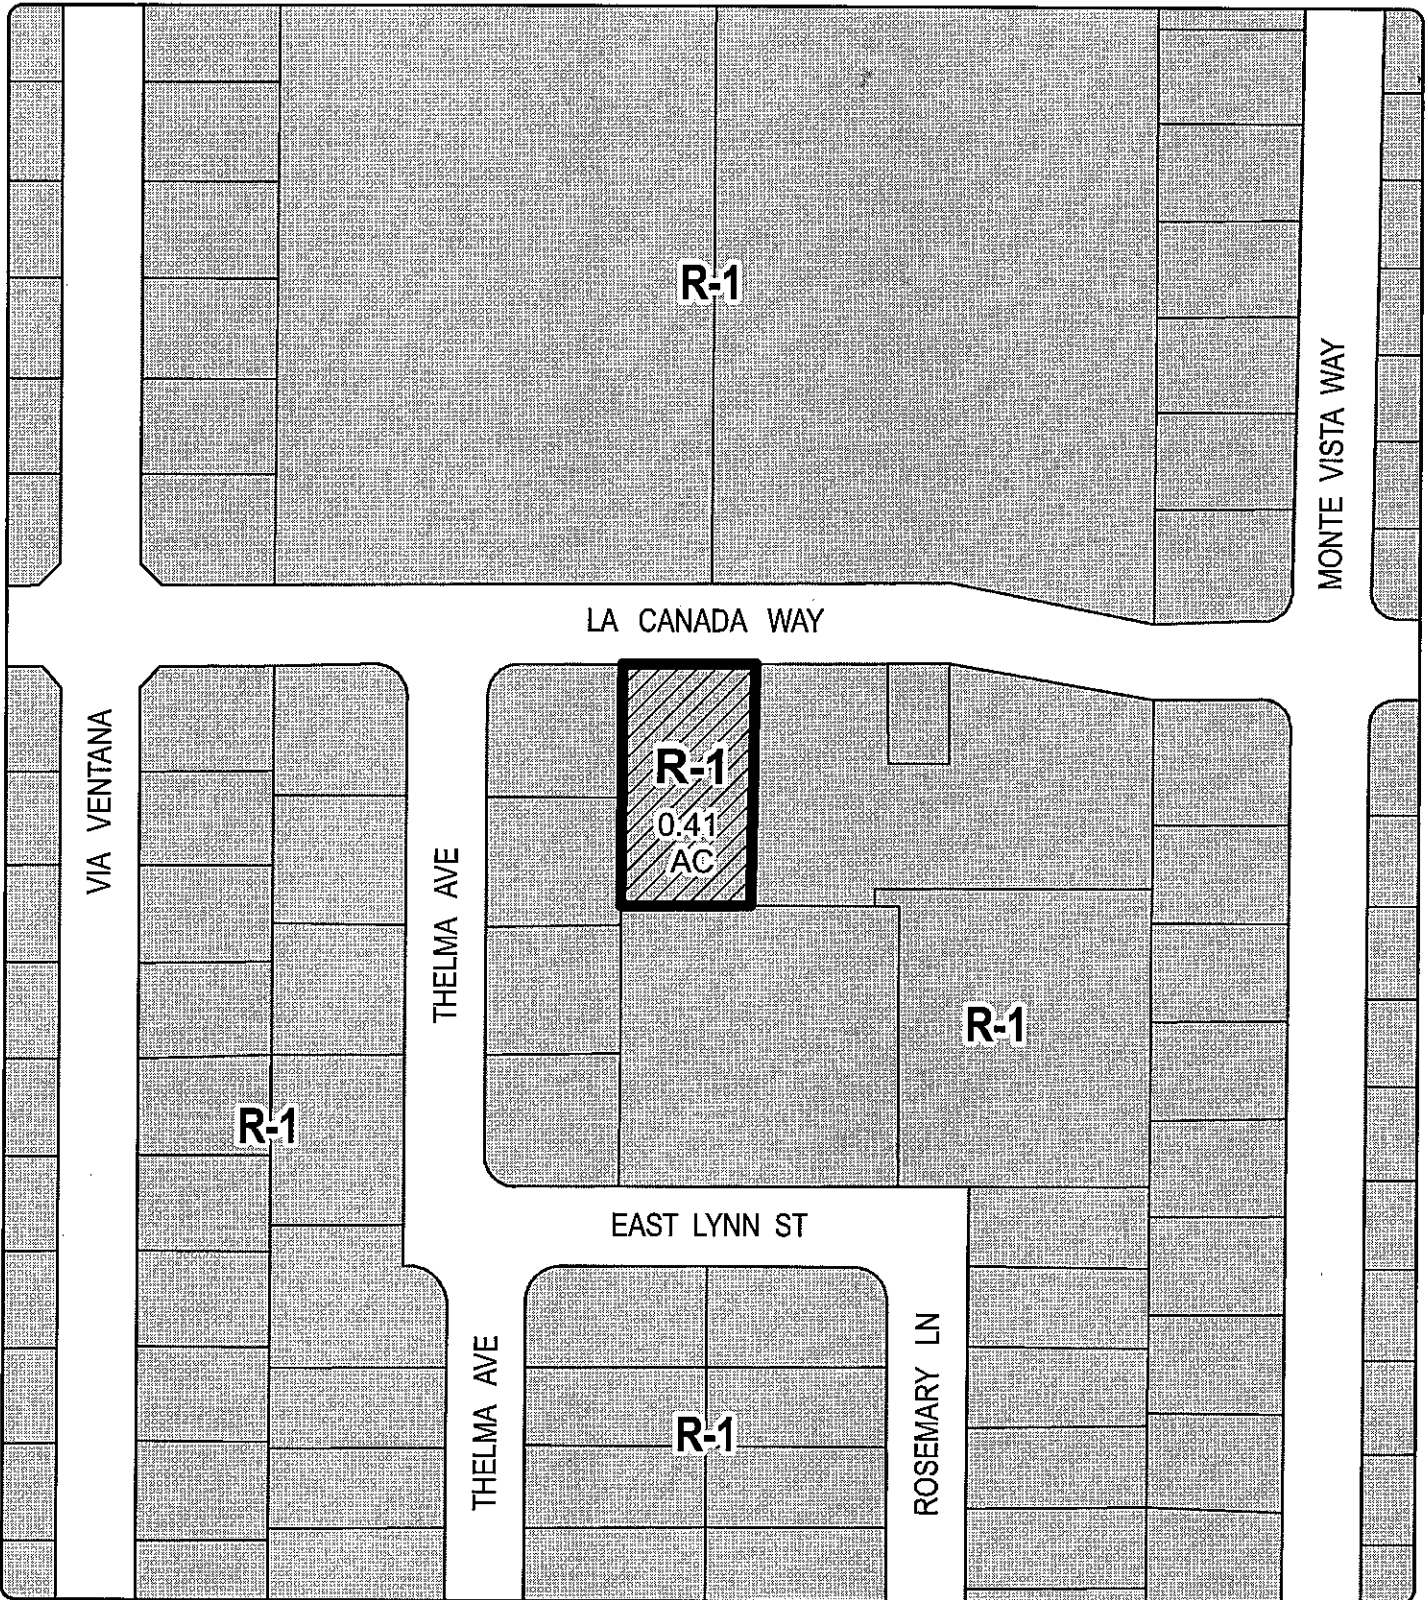 R-1
MONTE VISTA WAY
LA CANADA WAY
VIA VENTANA
R-1
0.41
AC
THELMA AVE
R-1
R-1
EAST LYNN ST
THELMA AVE
R-1
ROSEMARY LN